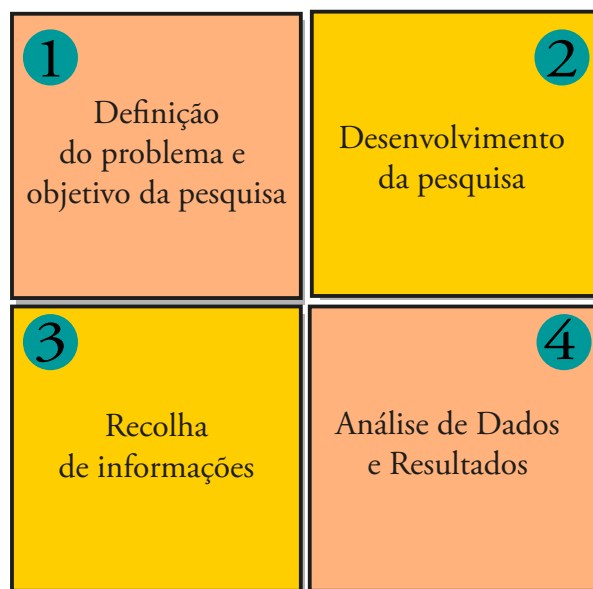 1
Definição
do problema e
objetivo da pesquisa
2
Desenvolvimento
da pesquisa
3
Recolha
de informações
4
Análise de Dados
e Resultados